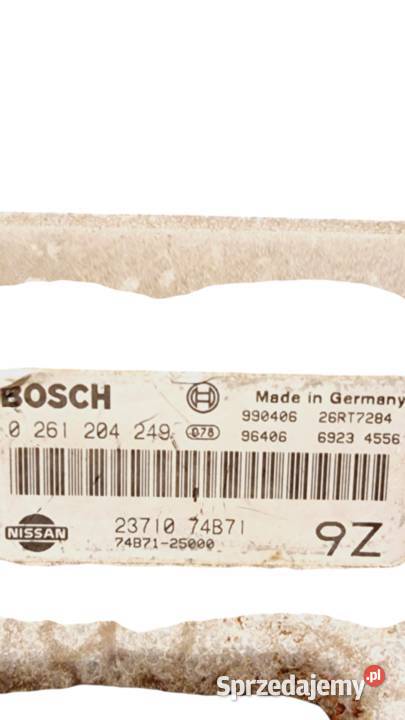 BOSCH Made in Germany
990406 26RT7284
0 261 204 249 078 96406 6923 4556
NISSAN 23710 74B71 9Z
74B71-25000
Sprzedajemy.pl